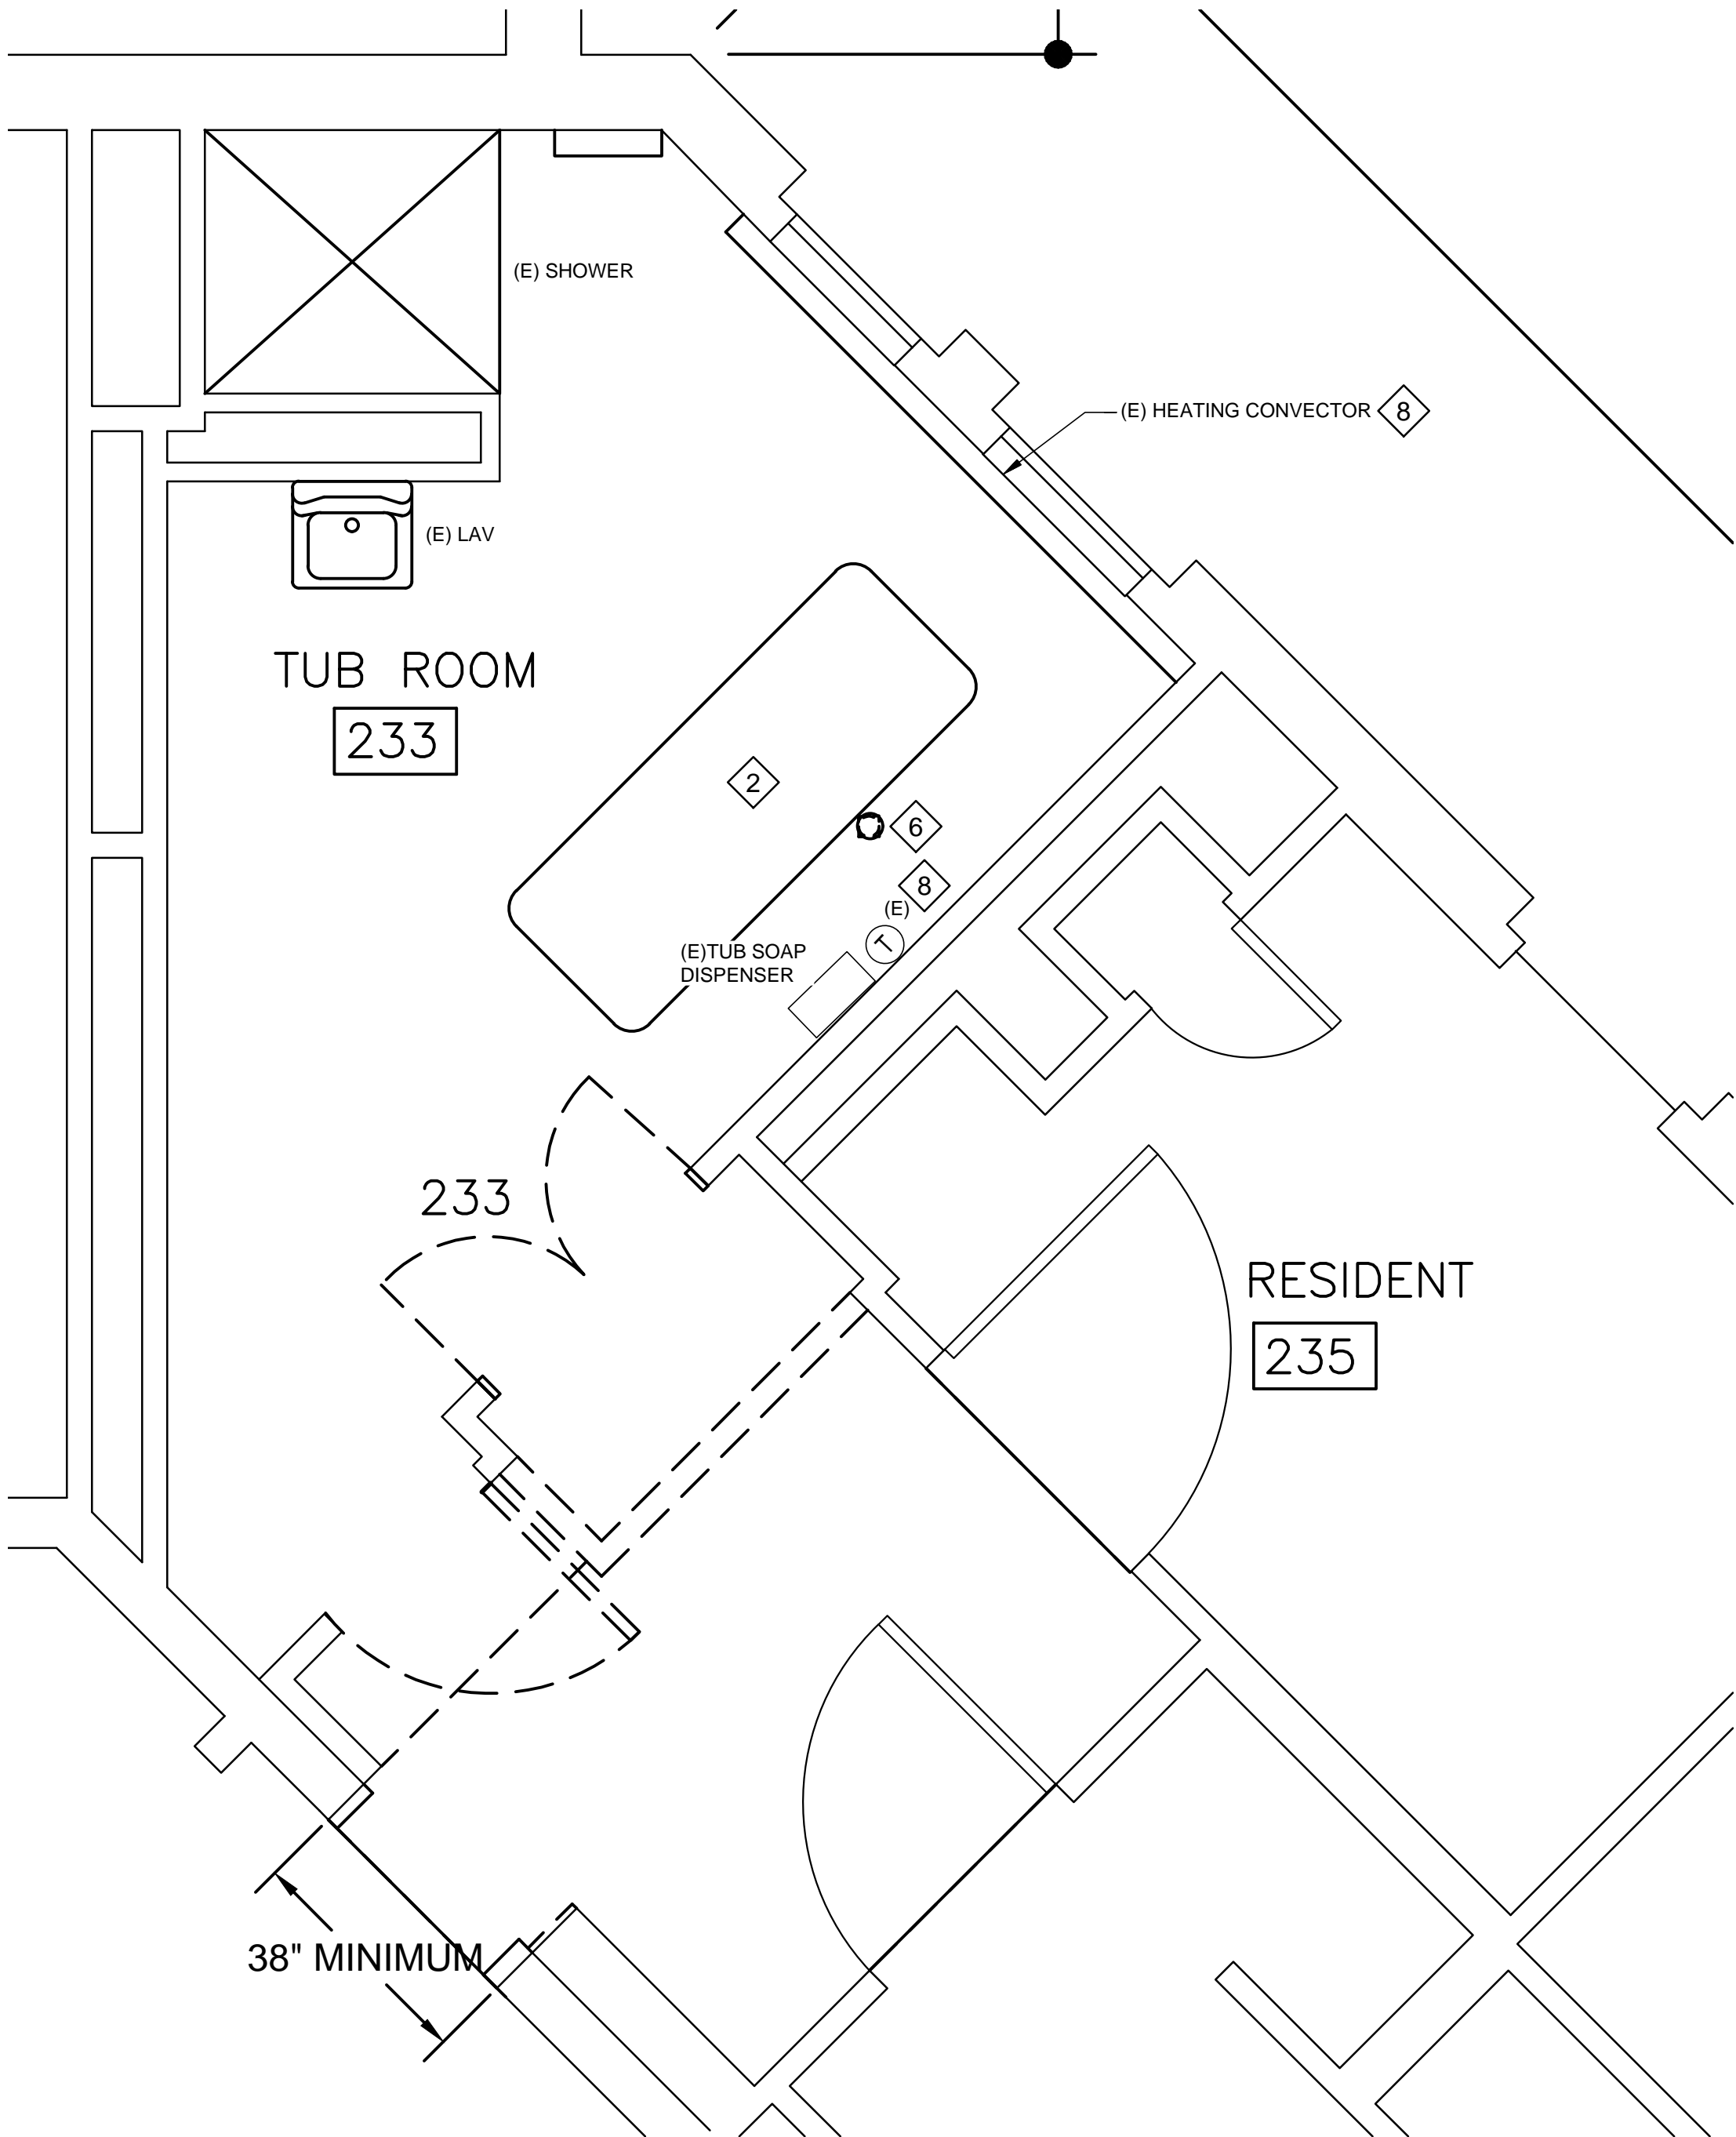 (E) SHOWER
(E) HEATING CONVECTOR 8
(E) LAV
TUB ROOM
233
2
6
8
(E)
T
(E)TUB SOAP
DISPENSER
233
RESIDENT
235
38" MINIMUM